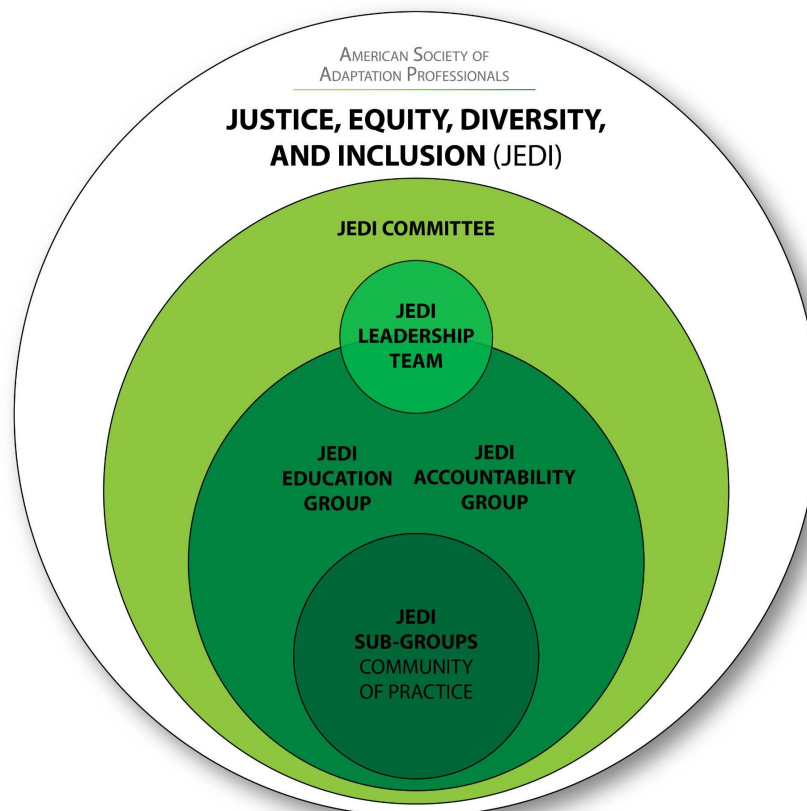 American Society of
Adaptation Professionals
JUSTICE, EQUITY, DIVERSITY,
AND INCLUSION (JEDI)
JEDI COMMITTEE
JEDI
LEADERSHIP
TEAM
JEDI
EDUCATION
GROUP
JEDI
ACCOUNTABILITY
GROUP
JEDI
SUB-GROUPS
COMMUNITY
OF PRACTICE